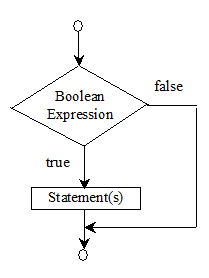 false
Boolean
Expression
true
Statement(s)